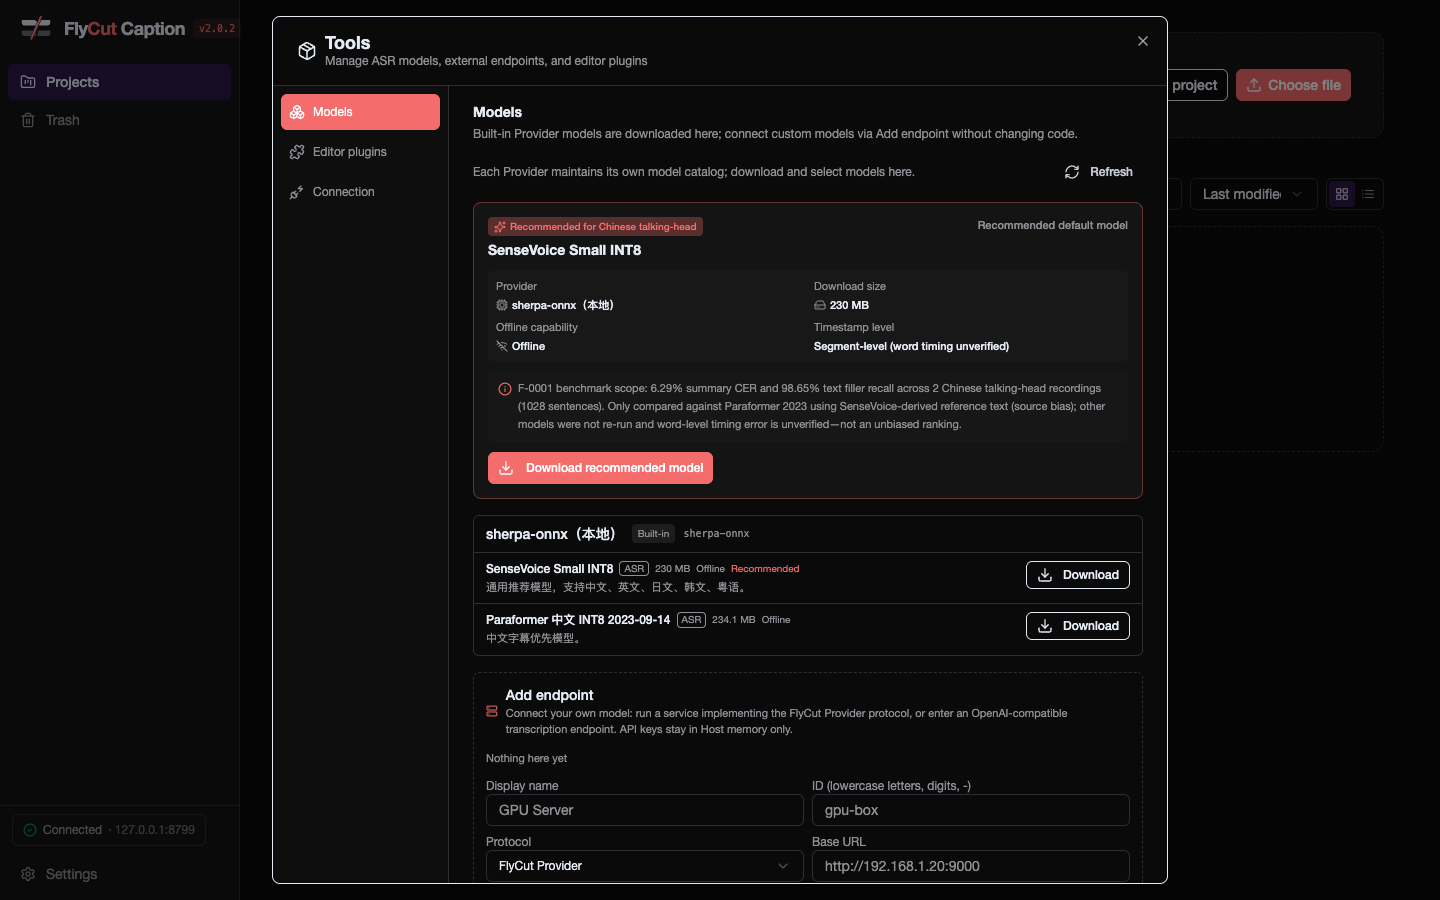 FlyCut Caption v2.0.2
Projects
Trash
Connected · 127.0.0.1:8799
Settings
Tools
Manage ASR models, external endpoints, and editor plugins
Models
Editor plugins
Connection
project
Choose file
Last modifie
Models
Built-in Provider models are downloaded here; connect custom models via Add endpoint without changing code.
Each Provider maintains its own model catalog; download and select models here.
Refresh
Recommended for Chinese talking-head
Recommended default model
SenseVoice Small INT8
Provider
Download size
sherpa-onnx（本地）
230 MB
Offline capability
Timestamp level
Offline
Segment-level (word timing unverified)
F-0001 benchmark scope: 6.29% summary CER and 98.65% text filler recall across 2 Chinese talking-head recordings
(1028 sentences). Only compared against Paraformer 2023 using SenseVoice-derived reference text (source bias); other
models were not re-run and word-level timing error is unverified—not an unbiased ranking.
Download recommended model
sherpa-onnx（本地） Built-in sherpa-onnx
SenseVoice Small INT8 ASR 230 MB Offline Recommended
通用推荐模型，支持中文、英文、日文、韩文、粤语。
Download
Paraformer 中文 INT8 2023-09-14 ASR 234.1 MB Offline
中文字幕优先模型。
Download
Add endpoint
Connect your own model: run a service implementing the FlyCut Provider protocol, or enter an OpenAI-compatible
transcription endpoint. API keys stay in Host memory only.
Nothing here yet
Display name
ID (lowercase letters, digits, -)
GPU Server
gpu-box
Protocol
Base URL
FlyCut Provider
http://192.168.1.20:9000